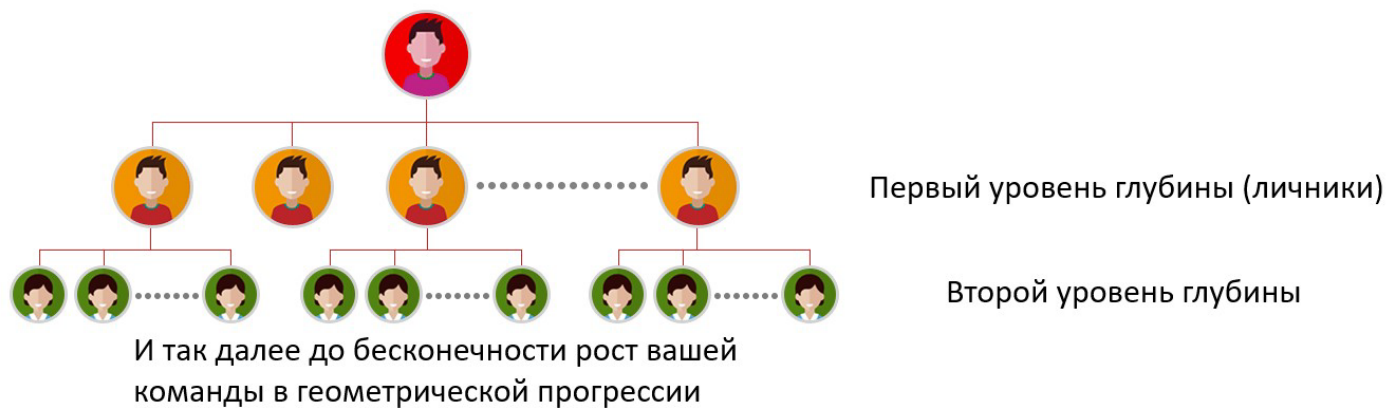 Первый уровень глубины (личники)
Второй уровень глубины
И так далее до бесконечности рост вашей
команды в геометрической прогрессии